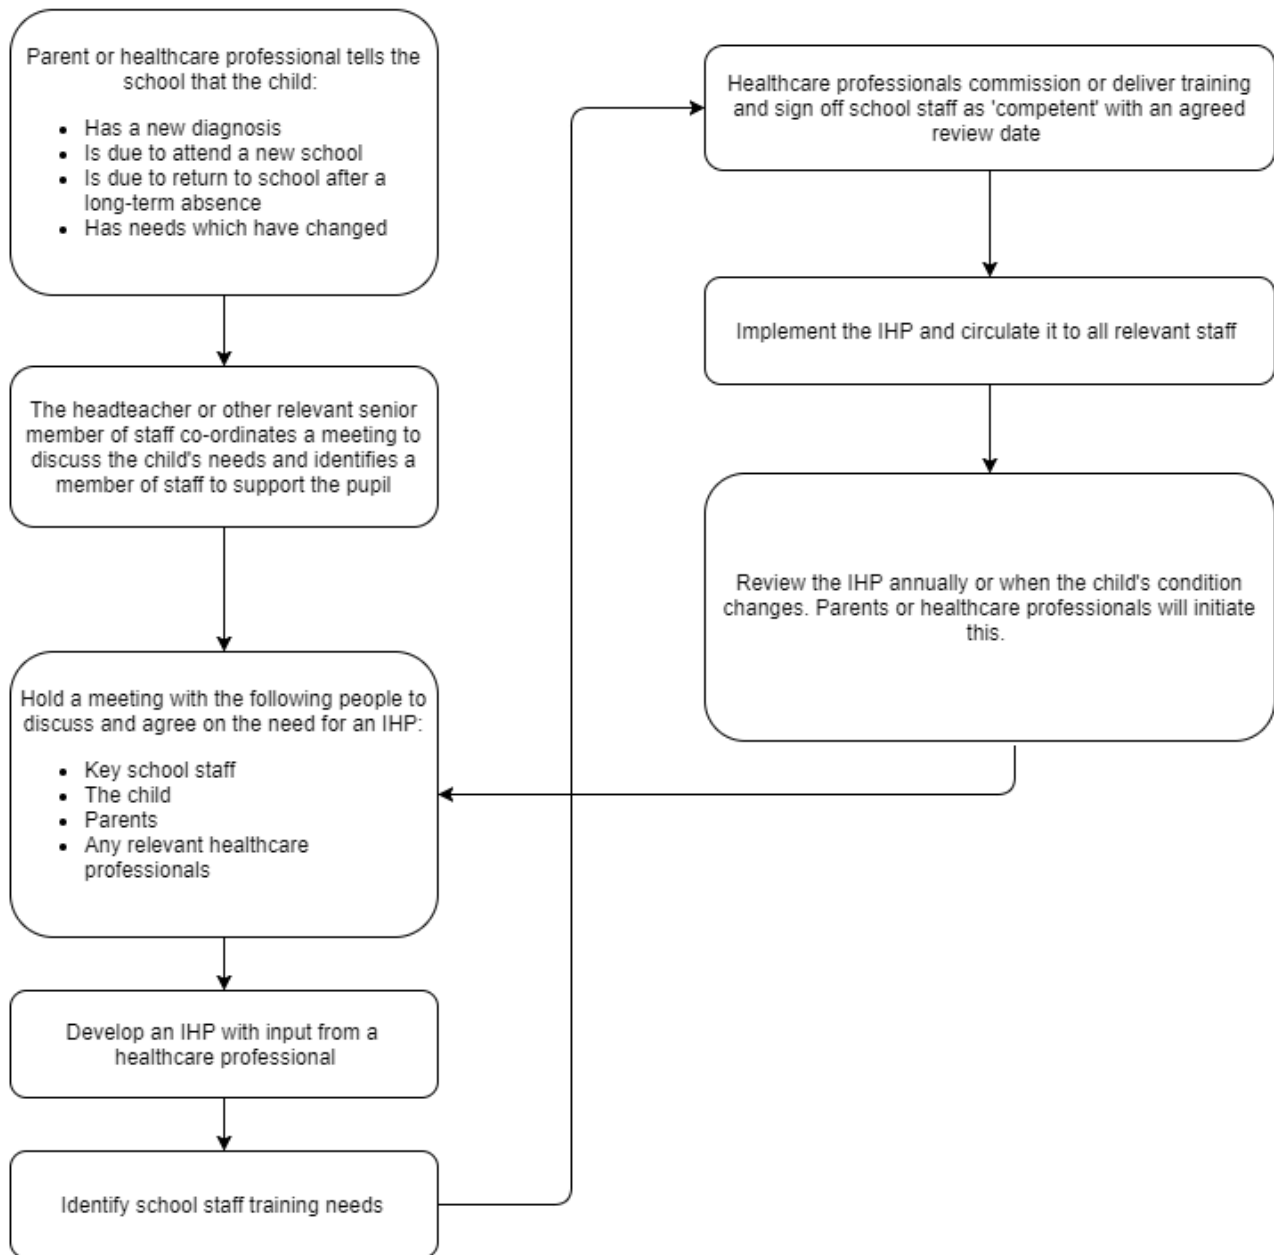 Parent or healthcare professional tells the
school that the child:
• Has a new diagnosis
• Is due to attend a new school
• Is due to return to school after a
long-term absence
• Has needs which have changed
The headteacher or other relevant senior
member of staff co-ordinates a meeting to
discuss the child's needs and identifies a
member of staff to support the pupil
Hold a meeting with the following people to
discuss and agree on the need for an IHP:
• Key school staff
• The child
• Parents
• Any relevant healthcare
professionals
Develop an IHP with input from a
healthcare professional
Identify school staff training needs
Healthcare professionals commission or deliver training
and sign off school staff as 'competent' with an agreed
review date
Implement the IHP and circulate it to all relevant staff
Review the IHP annually or when the child's condition
changes. Parents or healthcare professionals will initiate
this.